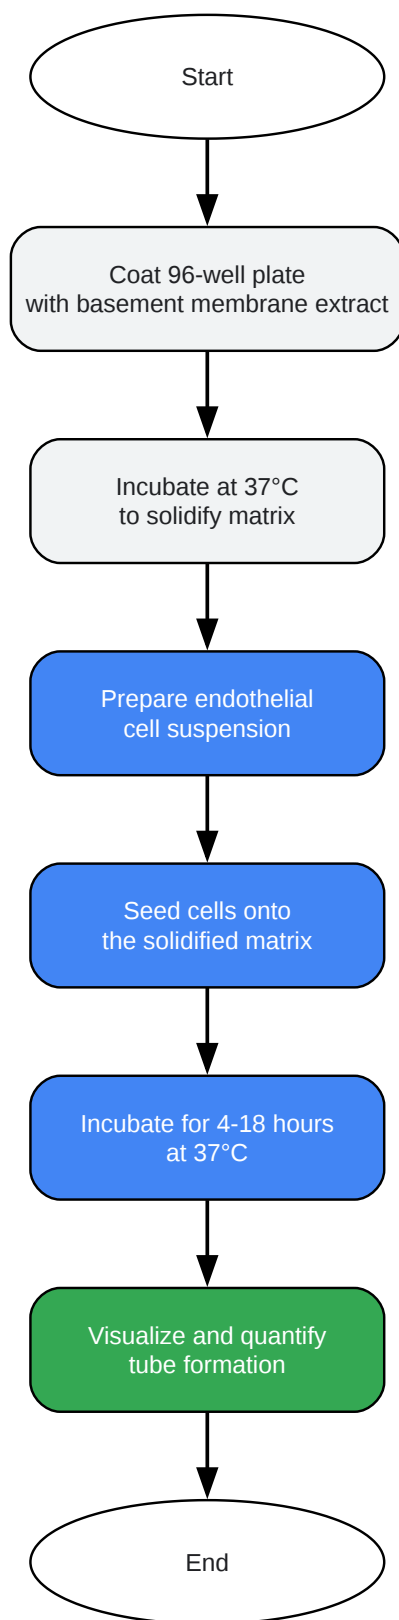 Start
Coat 96-well plate
with basement membrane extract
Incubate at 37°C
to solidify matrix
Prepare endothelial
cell suspension
Seed cells onto
the solidified matrix
Incubate for 4-18 hours
at 37°C
Visualize and quantify
tube formation
End